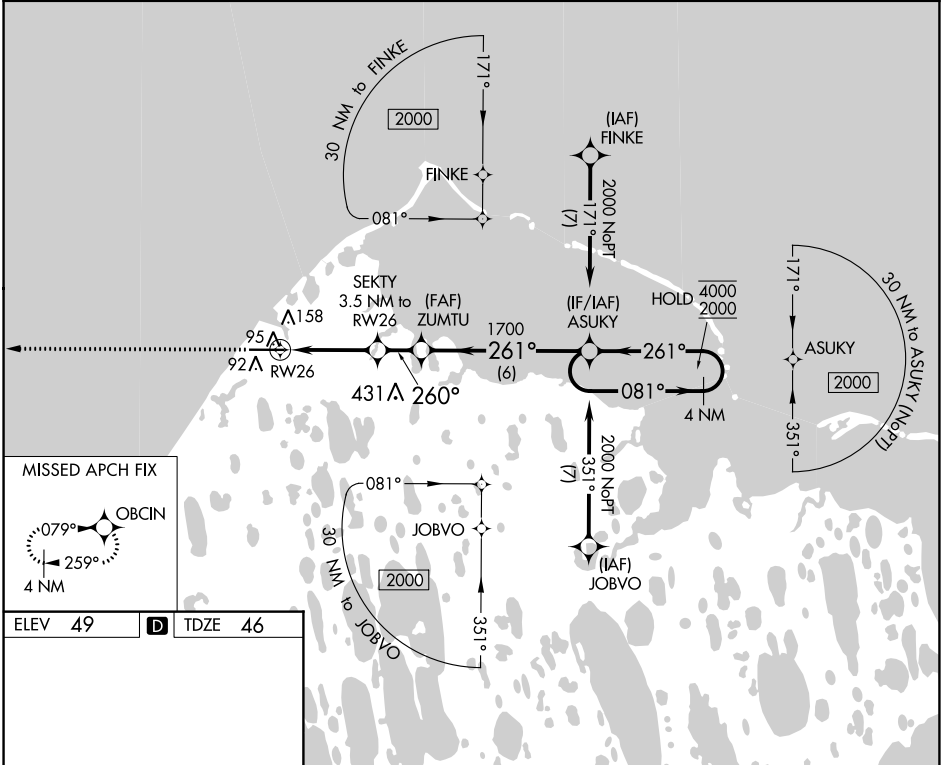 30 NM to FINKE
171°
2000
FINKE
081°
(IAF)
FINKE
2000 NoPT
171°
(7)
SEKTY
3.5 NM to
RW26
(FAF)
ZUMTU
1700
261°
(6)
(IF/IAF)
ASUKY
HOLD 4000
2000
261°
081°
4 NM
171°
30 NM to ASUKY (NoPT)
ASUKY
2000
351°
158
95
92
RW26
431
260°
2000 NoPT
351°
(7)
(IAF)
JOBVO
081°
JOBVO
30 NM to JOBVO
2000
351°
MISSED APCH FIX
OBCIN
079°
259°
4 NM
ELEV 49
D
TDZE 46